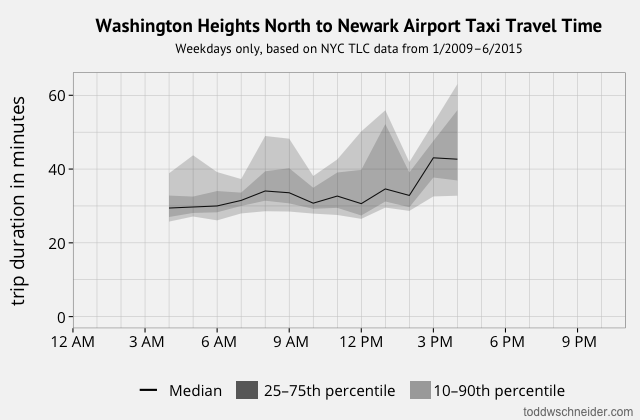 Washington Heights North to Newark Airport Taxi Travel Time
Weekdays only, based on NYC TLC data from 1/2009–6/2015
trip duration in minutes
60
40
20
0
12 AM 3 AM 6 AM 9 AM 12 PM 3 PM 6 PM 9 PM
Median 25–75th percentile 10–90th percentile
toddwschneider.com